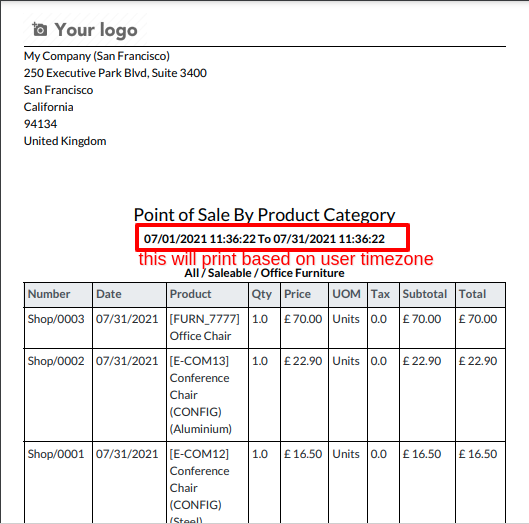 Your logo
My Company (San Francisco)
250 Executive Park Blvd, Suite 3400
San Francisco
California
94134
United Kingdom
Point of Sale By Product Category
07/01/2021 11:36:22 To 07/31/2021 11:36:22
this will print based on user timezone
All / Saleable / Office Furniture
Number Date Product Qty Price UOM Tax Subtotal Total
Shop/0003 07/31/2021 [FURN_7777] 1.0 £ 70.00 Units 0.0 £ 70.00 £ 70.00
Office Chair
Shop/0002 07/31/2021 [E-COM13] 1.0 £ 22.90 Units 0.0 £ 22.90 £ 22.90
Conference
Chair
(CONFIG)
(Aluminium)
Shop/0001 07/31/2021 [E-COM12] 1.0 £ 16.50 Units 0.0 £ 16.50 £ 16.50
Conference
Chair
(CONFIG)
(Steel)